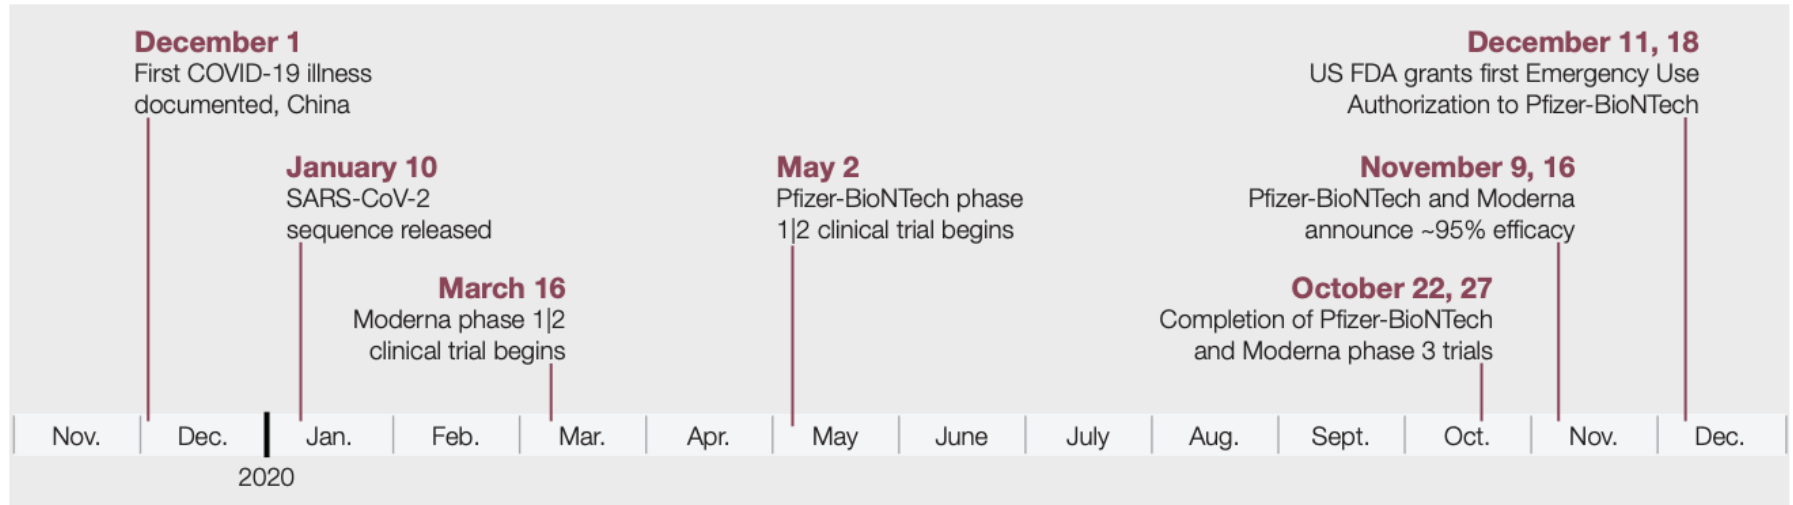 December 1
First COVID-19 illness
documented, China
January 10
SARS-CoV-2
sequence released
March 16
Moderna phase 1|2
clinical trial begins
May 2
Pfizer-BioNTech phase
1|2 clinical trial begins
December 11, 18
US FDA grants first Emergency Use
Authorization to Pfizer-BioNTech
November 9, 16
Pfizer-BioNTech and Moderna
announce ~95% efficacy
October 22, 27
Completion of Pfizer-BioNTech
and Moderna phase 3 trials
Nov. Dec. Jan. Feb. Mar. Apr. May June July Aug. Sept. Oct. Nov. Dec.
2020